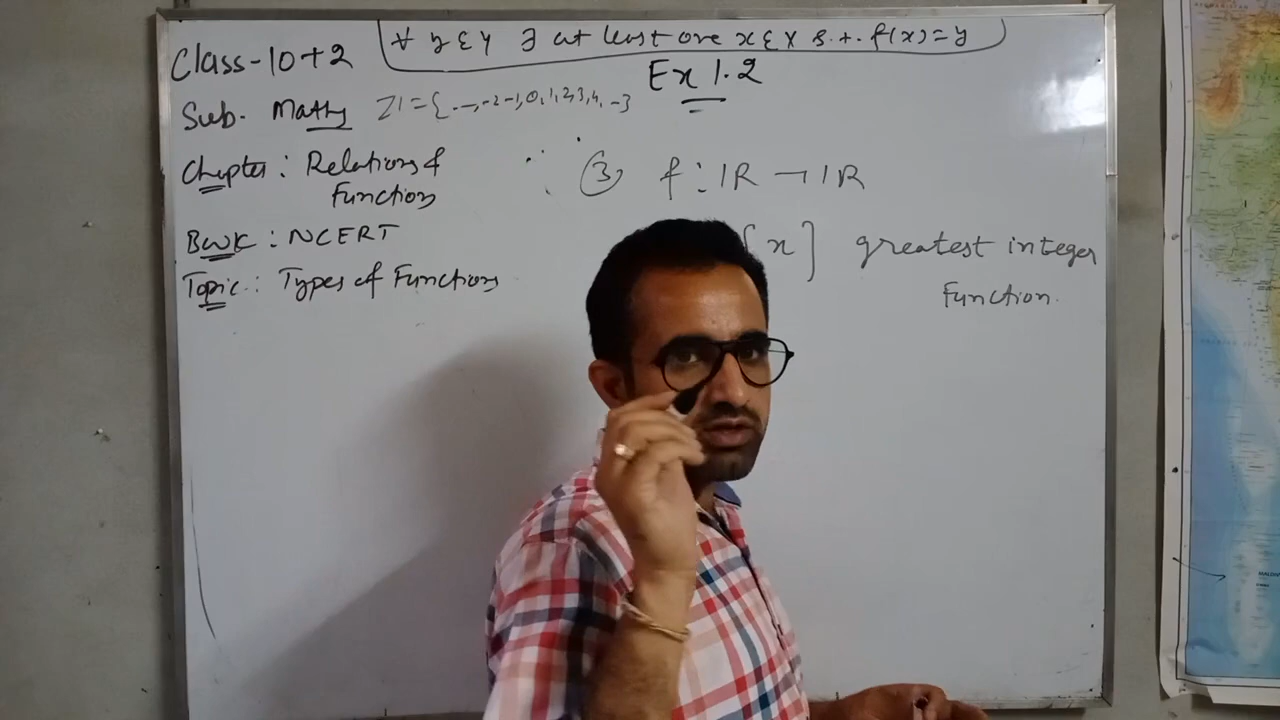 Class-10+2
∀ y ∈ Y ∃ at least one x ∈ X s.t. f(x)=y
Ex 1.2
Sub. Maths
Z = {..., -2 -1, 0, 1, 2, 3, 4, -}
Chapter: Relations &
Function
③ f: IR → IR
Book: NCERT
[x] greatest integer
Function.
Topic: Types of Functions